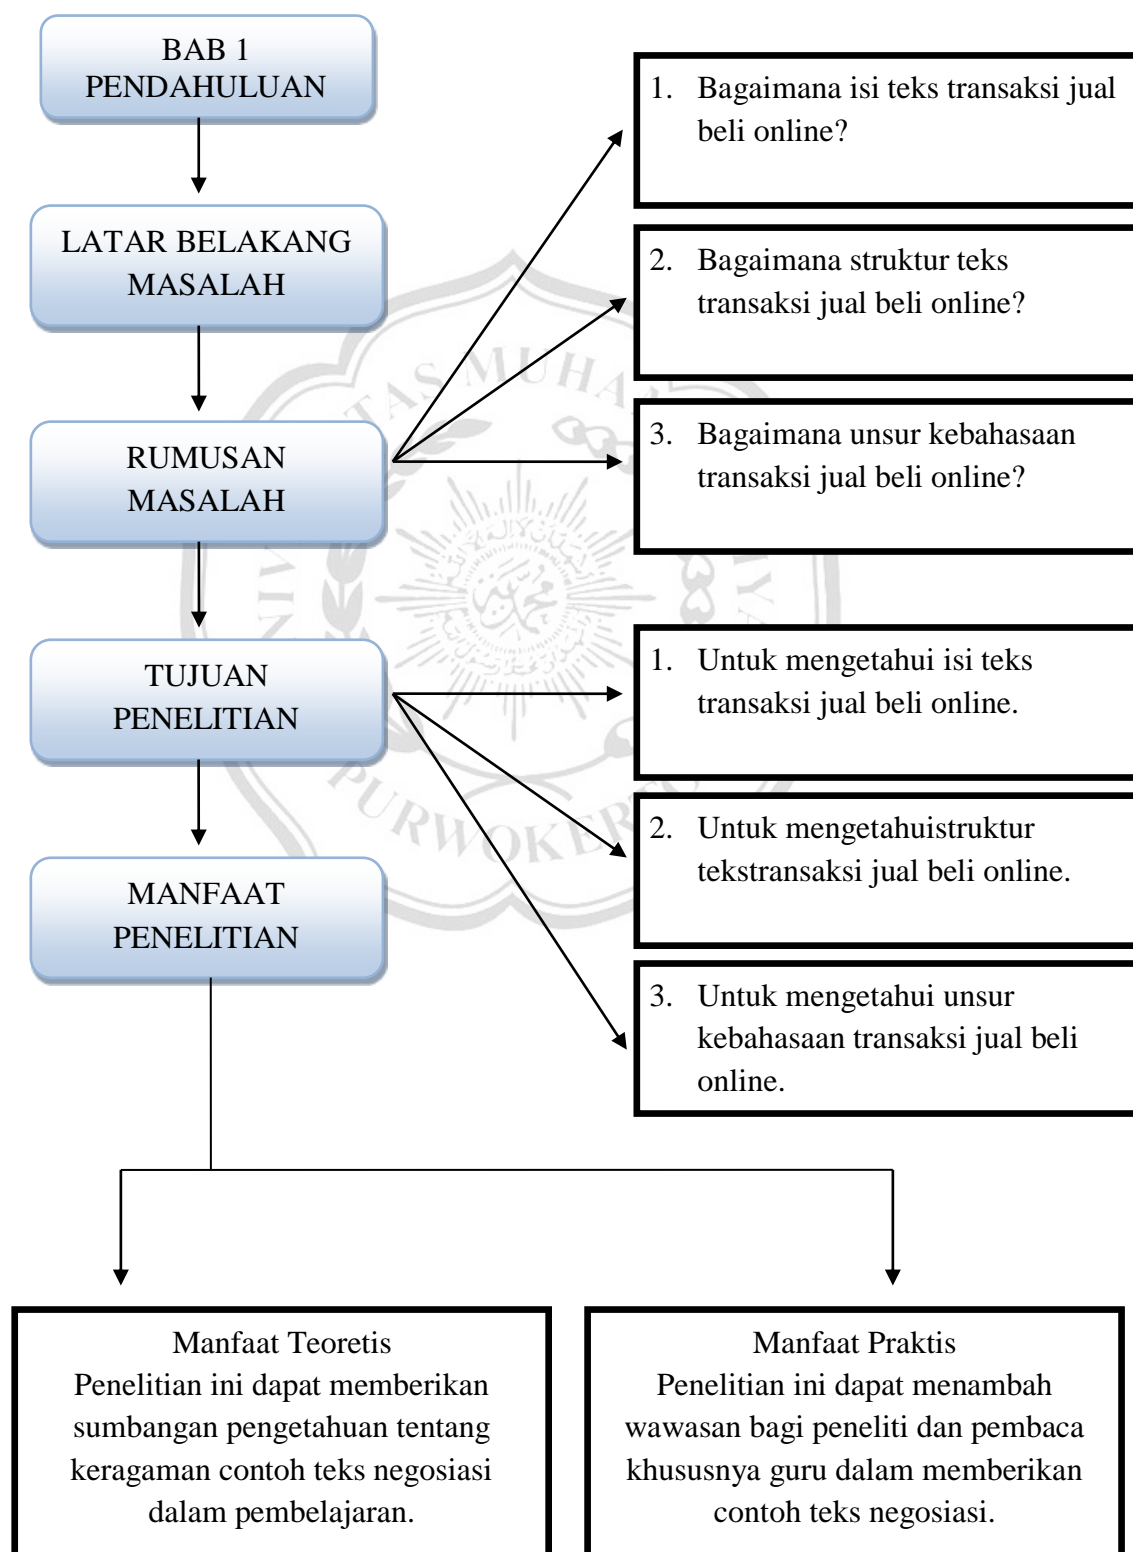 BAB 1
PENDAHULUAN
LATAR BELAKANG
MASALAH
RUMUSAN
MASALAH
1. Bagaimana isi teks transaksi jual
beli online?
2. Bagaimana struktur teks
transaksi jual beli online?
3. Bagaimana unsur kebahasaan
transaksi jual beli online?
TUJUAN
PENELITIAN
1. Untuk mengetahui isi teks
transaksi jual beli online.
2. Untuk mengetahuistruktur
tekstransaksi jual beli online.
3. Untuk mengetahui unsur
kebahasaan transaksi jual beli
online.
MANFAAT
PENELITIAN
Manfaat Teoretis
Penelitian ini dapat memberikan
sumbangan pengetahuan tentang
keragaman contoh teks negosiasi
dalam pembelajaran.
Manfaat Praktis
Penelitian ini dapat menambah
wawasan bagi peneliti dan pembaca
khususnya guru dalam memberikan
contoh teks negosiasi.
PURWOKERTO